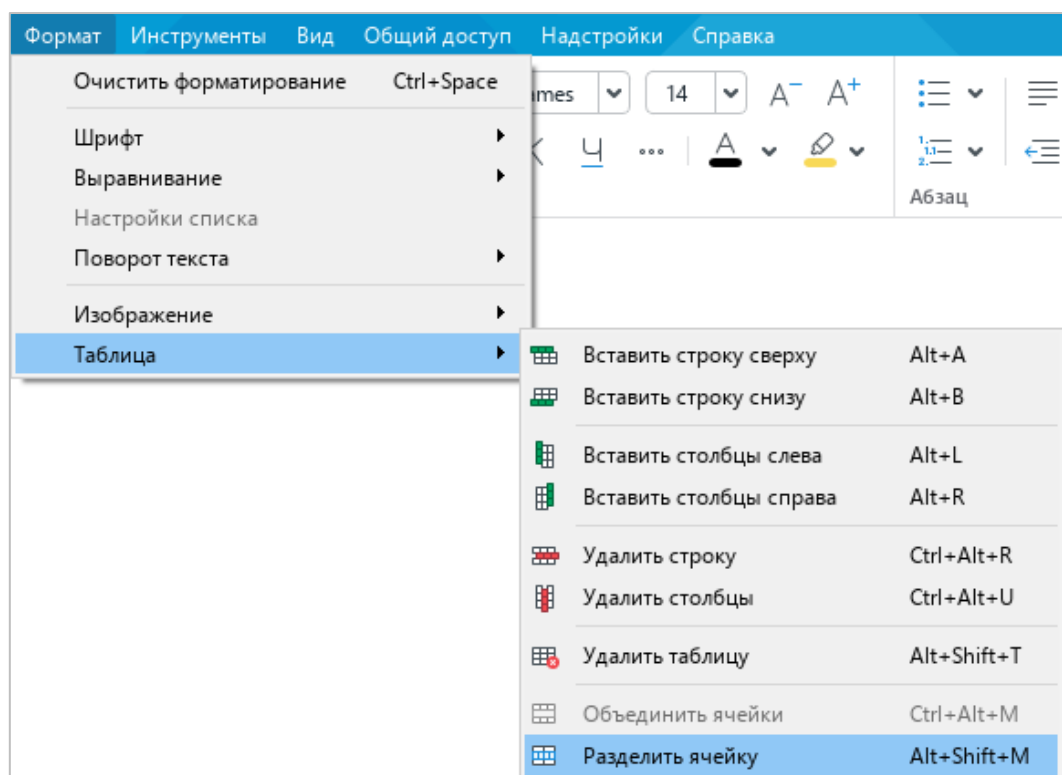 Формат Инструменты Вид Общий доступ Надстройки Справка
Очистить форматирование Ctrl+Space
14 A⁻ A⁺
Шрифт
Ч A
Выравнивание
Абзац
Настройки списка
Поворот текста
Изображение
Таблица
Вставить строку сверху Alt+A
Вставить строку снизу Alt+B
Вставить столбцы слева Alt+L
Вставить столбцы справа Alt+R
Удалить строку Ctrl+Alt+R
Удалить столбцы Ctrl+Alt+U
Удалить таблицу Alt+Shift+T
Объединить ячейки Ctrl+Alt+M
Разделить ячейку Alt+Shift+M